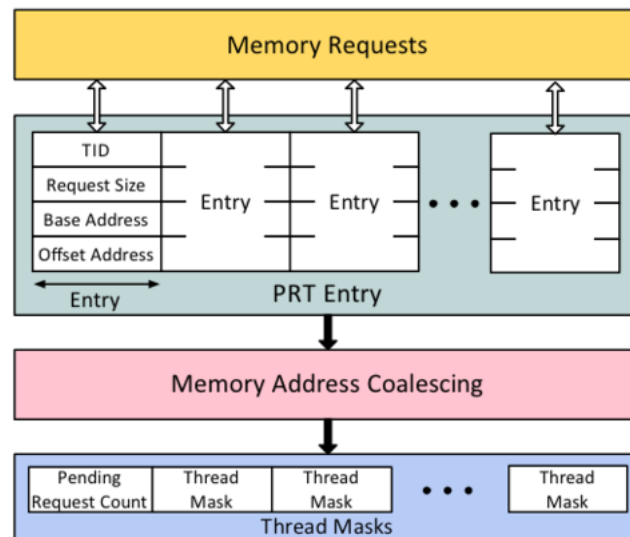 Memory Requests
TID
Request Size
Base Address
Offset Address
Entry
Entry
Entry
Entry
PRT Entry
Memory Address Coalescing
Pending
Request Count
Thread
Mask
Thread
Mask
Thread
Mask
Thread Masks